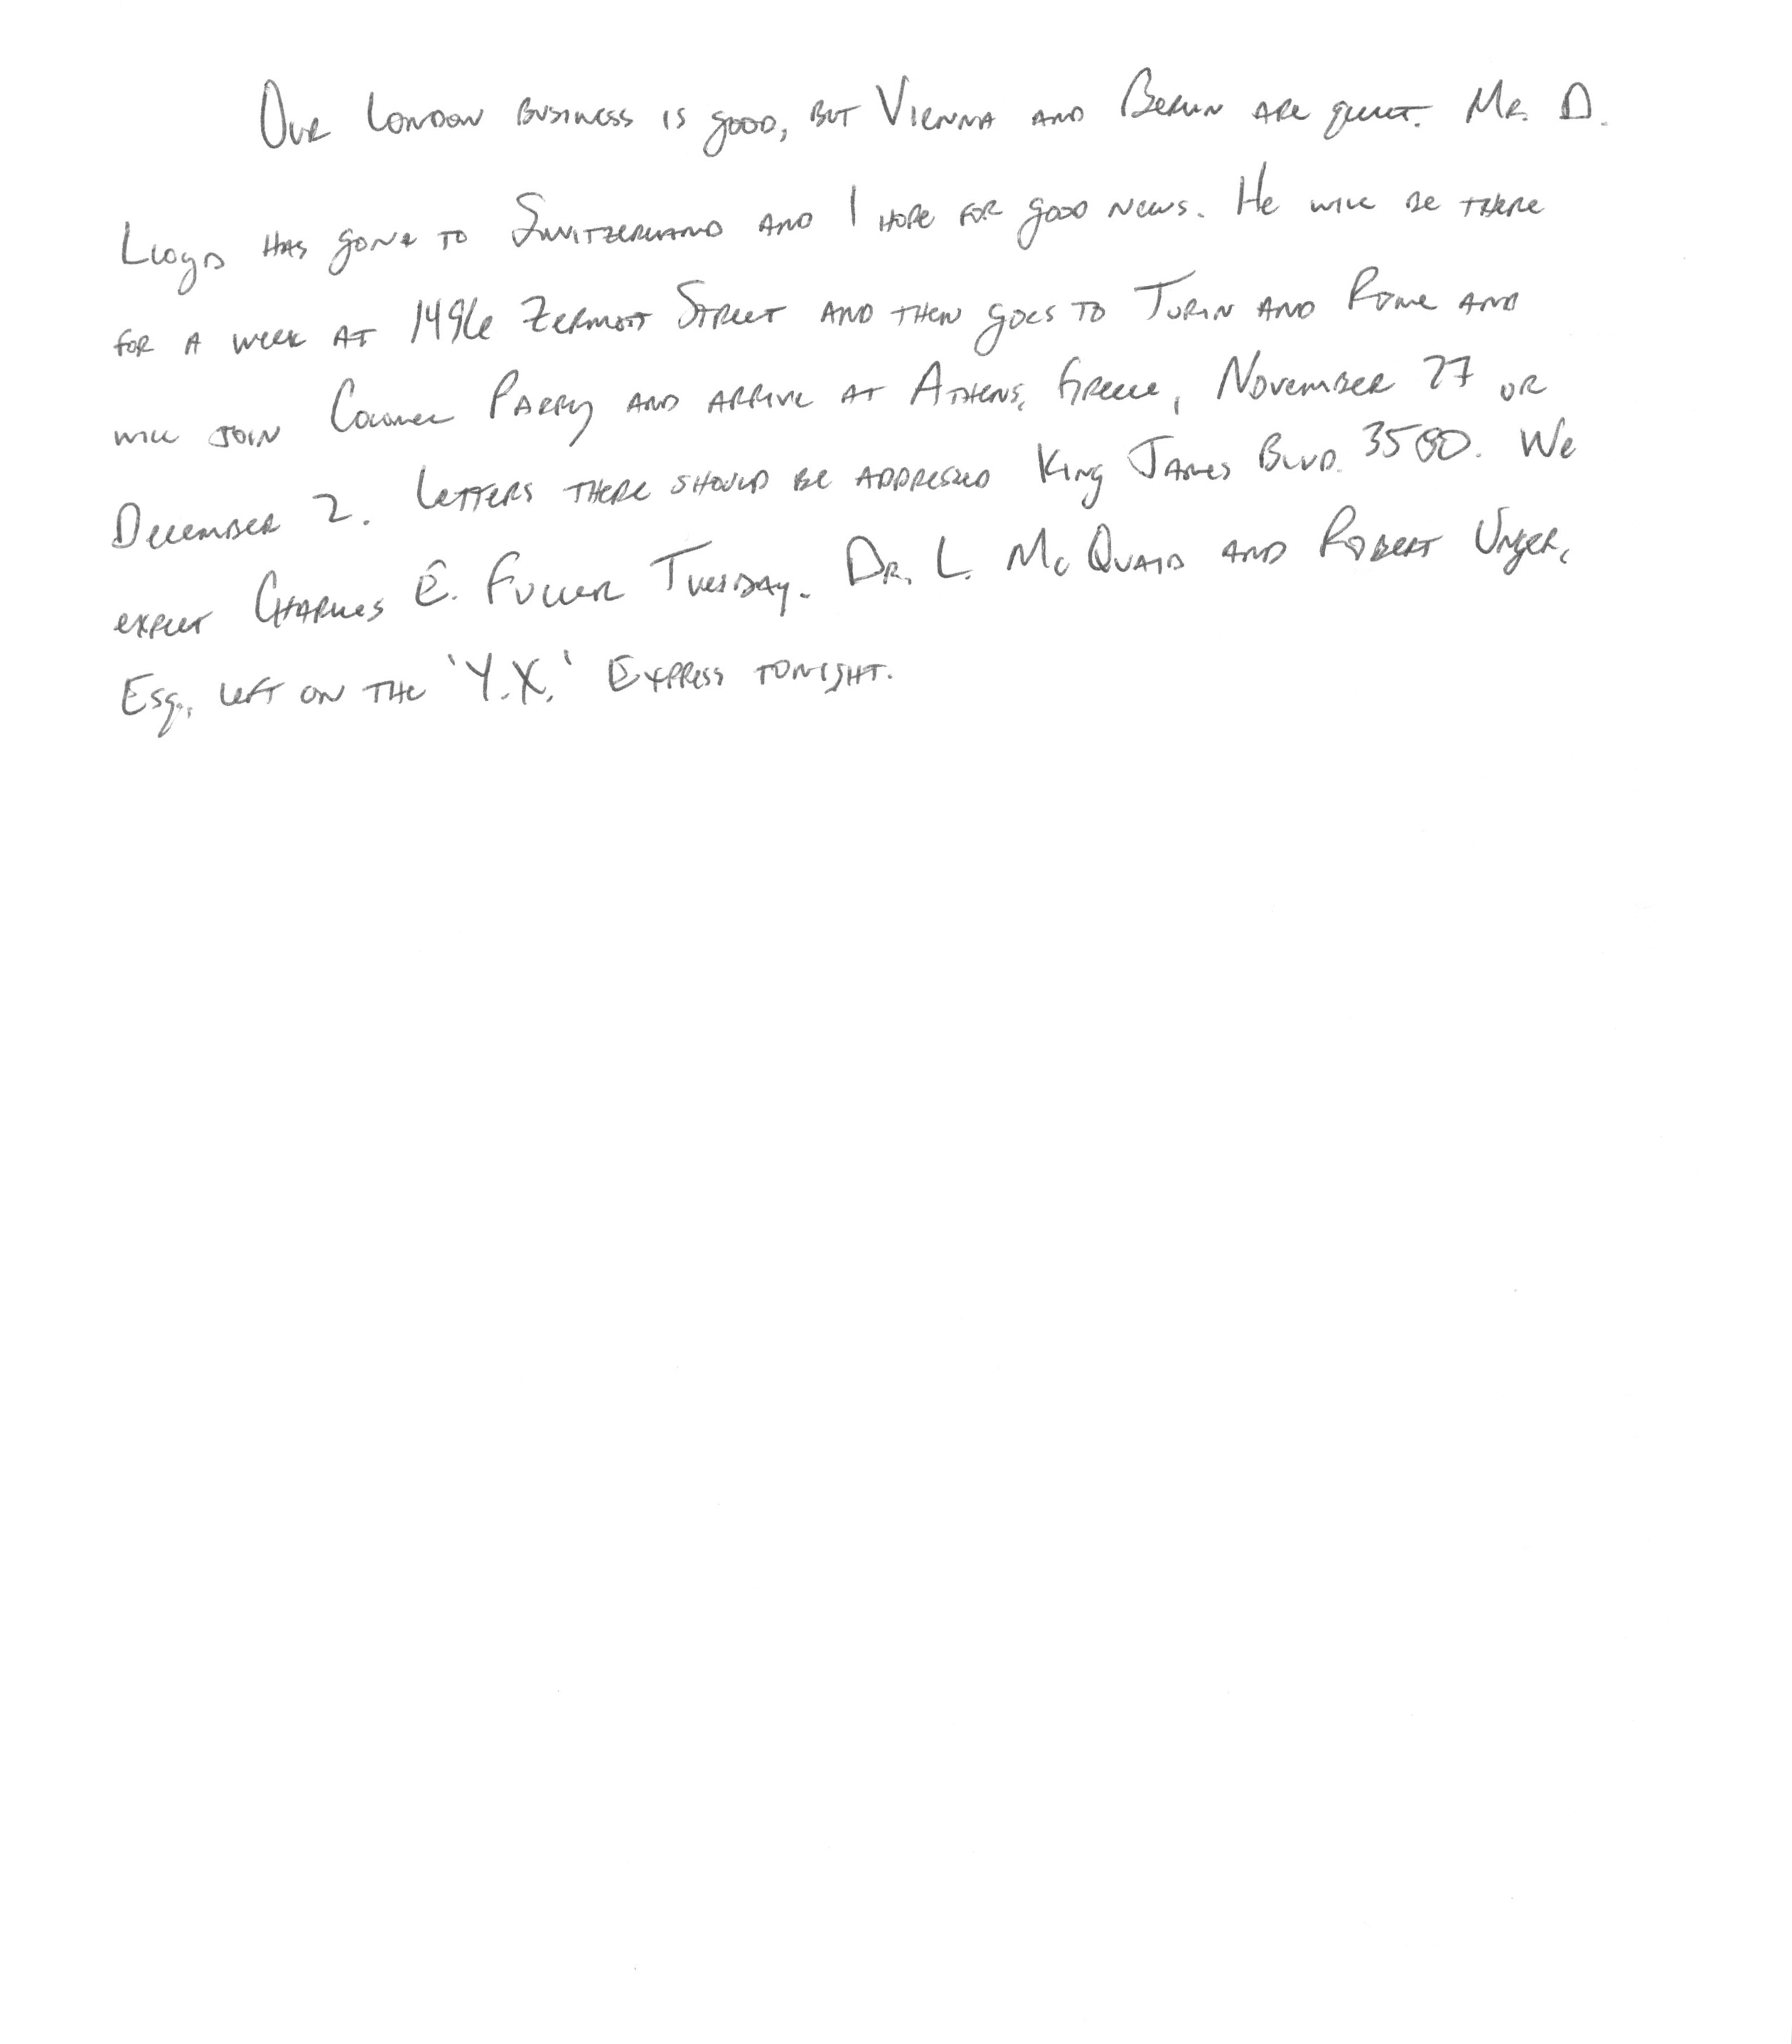 Our London business is good, but Vienna and Berlin are quiet. Mr. D.
Lloyd has gone to Switzerland and I hope for good news. He will be there
for a week at 1496 Zermott Street and then goes to Turin and Rome and
will join Colonel Parry and arrive at Athens, Greece, November 27 or
December 2. Letters there should be addressed King James Blvd. 3580. We
expect Charles E. Fuller Tuesday. Dr. L. McQuaid and Robert Unger,
Esq., left on the 'Y.X.' Express tonight.